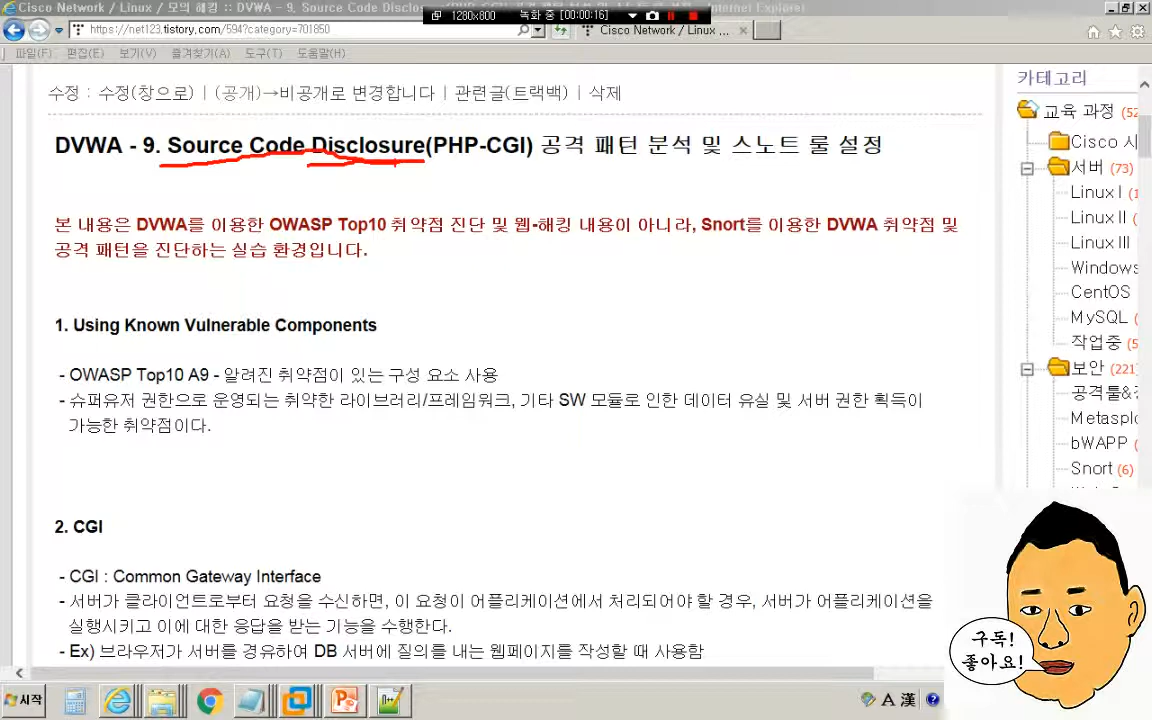 Cisco Network / Linux / 모의 해킹 :: DVWA - 9. Source Code Disclo
1280x800 녹화 중 [00:00:16]
https://net123.tistory.com/594?category=701850
Cisco Network / Linux ...
파일(F) 편집(E) 보기(V) 즐겨찾기(A) 도구(T) 도움말(H)
수정 : 수정(창으로) | (공개)→비공개로 변경합니다 | 관련글(트랙백) | 삭제
DVWA - 9. Source Code Disclosure(PHP-CGI) 공격 패턴 분석 및 스노트 룰 설정
본 내용은 DVWA를 이용한 OWASP Top10 취약점 진단 및 웹-해킹 내용이 아니라, Snort를 이용한 DVWA 취약점 및
공격 패턴을 진단하는 실습 환경입니다.
1. Using Known Vulnerable Components
- OWASP Top10 A9 - 알려진 취약점이 있는 구성 요소 사용
- 슈퍼유저 권한으로 운영되는 취약한 라이브러리/프레임워크, 기타 SW 모듈로 인한 데이터 유실 및 서버 권한 획득이
가능한 취약점이다.
2. CGI
- CGI : Common Gateway Interface
- 서버가 클라이언트로부터 요청을 수신하면, 이 요청이 어플리케이션에서 처리되어야 할 경우, 서버가 어플리케이션을
실행시키고 이에 대한 응답을 받는 기능을 수행한다.
- Ex) 브라우저가 서버를 경유하여 DB 서버에 질의를 내는 웹페이지를 작성할 때 사용함
카테고리
교육 과정 (52
Cisco 시
서버 (73)
Linux I (1
Linux II (
Linux III
Windows
CentOS
MySQL (
작업중 (5
보안 (221)
공격툴&
Metasplo
bWAPP (
Snort (6)
구독!
좋아요!
시작
A 漢